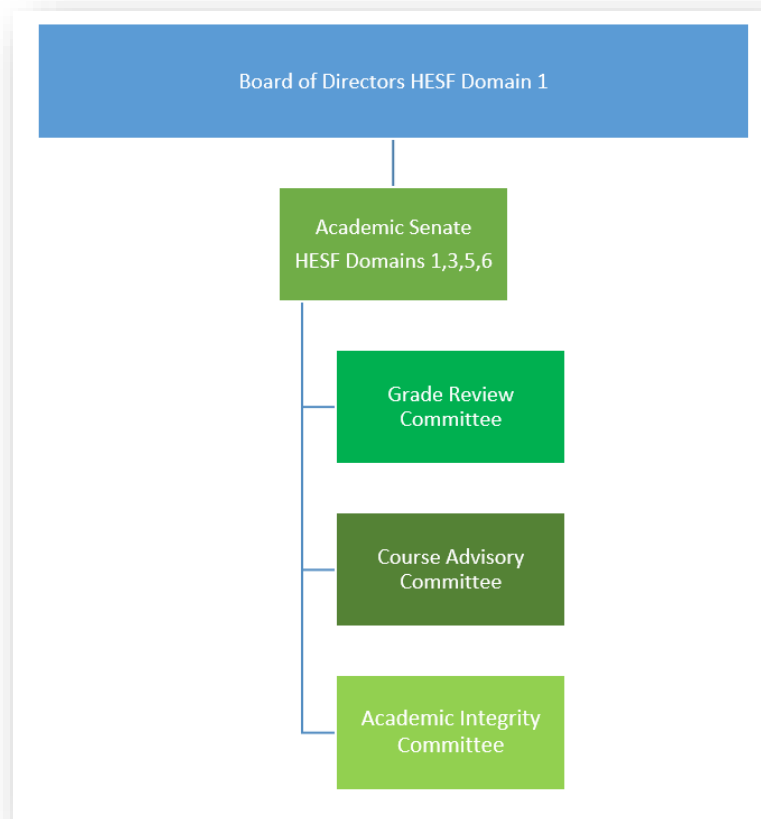 Board of Directors HESF Domain 1
Academic Senate
HESF Domains 1,3,5,6
Grade Review
Committee
Course Advisory
Committee
Academic Integrity
Committee